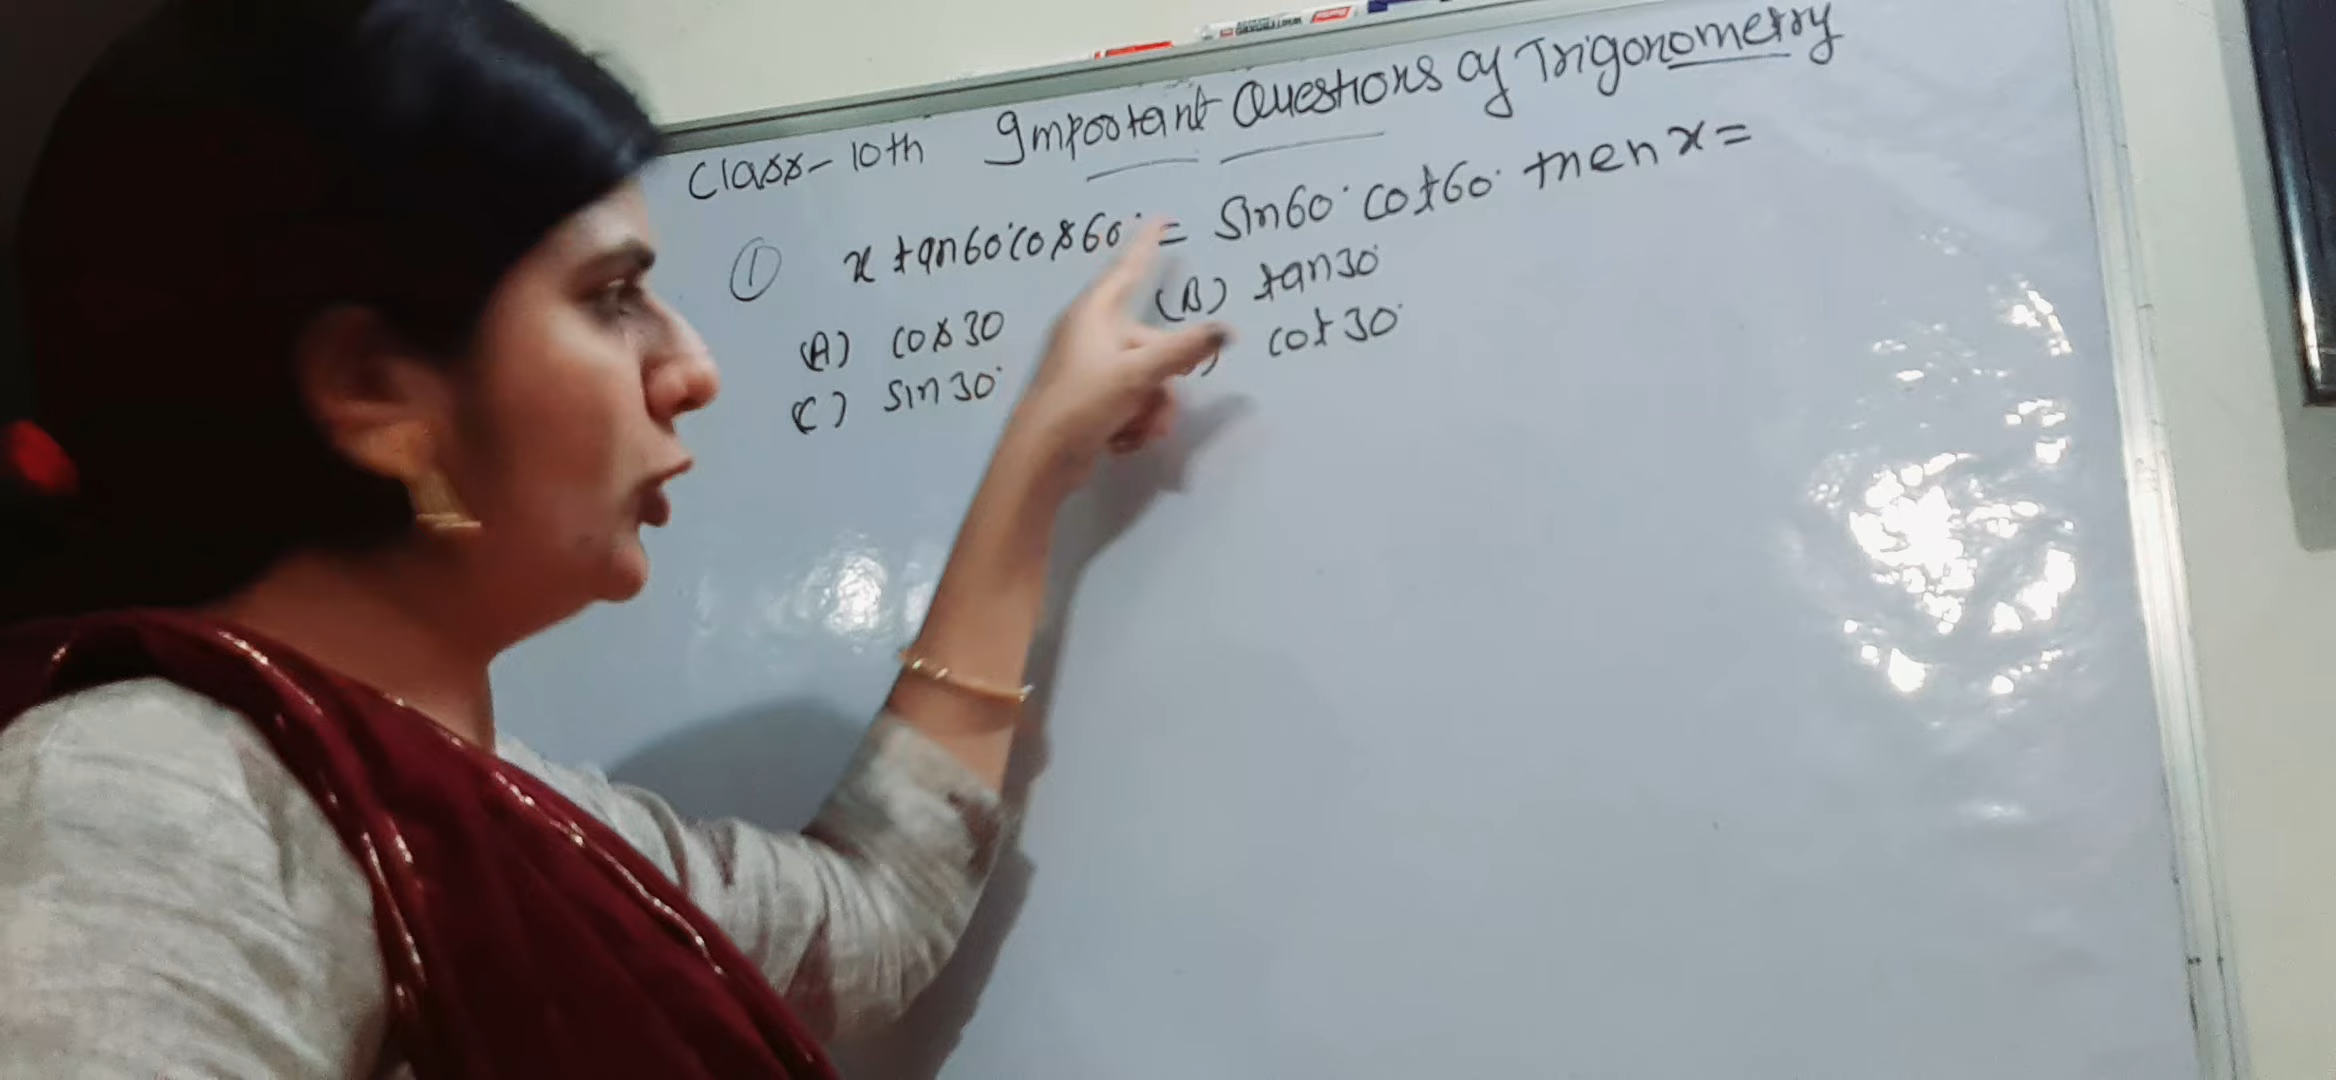 Class-10th Important Questions of Trigonometry
① x tan60°cos60° = sin60° cot60° then x=
(A) cos30 (B) tan30°
(C) sin30° ) cot30°